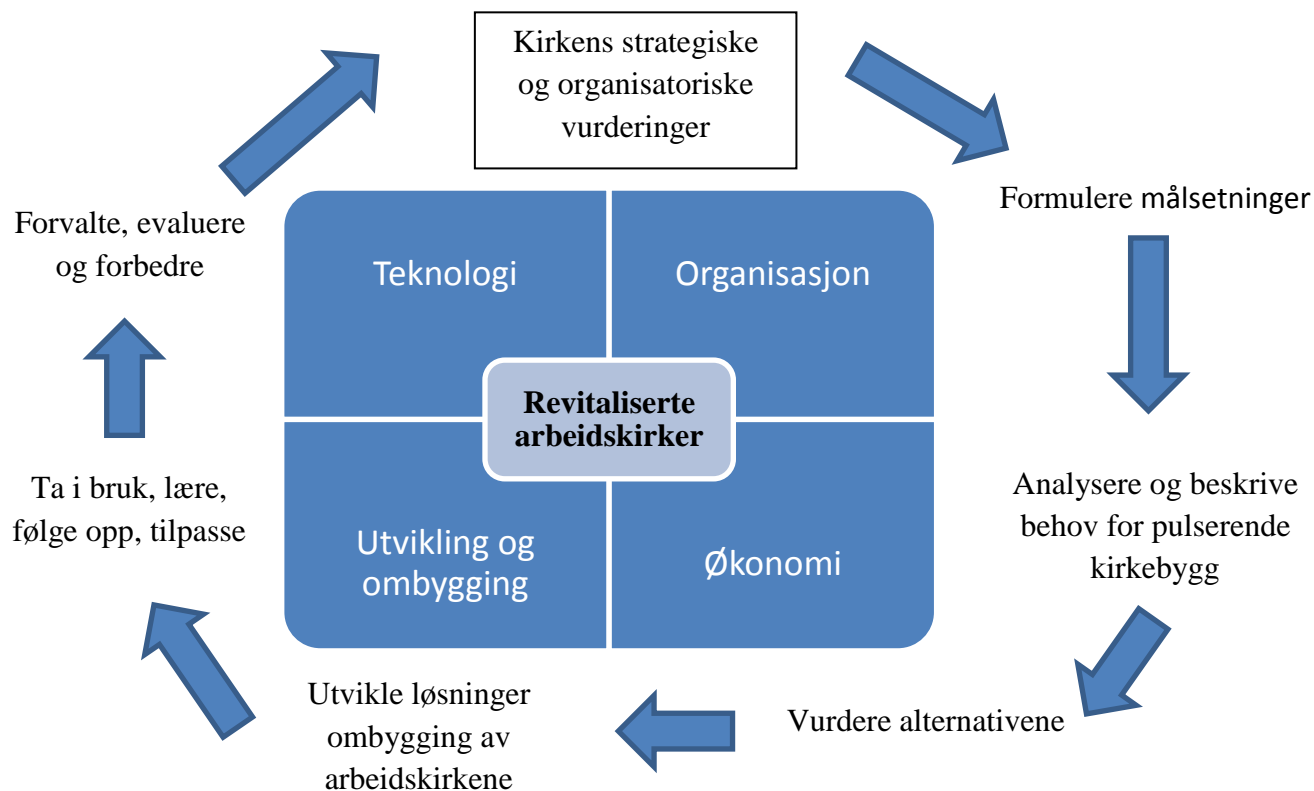 Kirkens strategiske
og organisatoriske
vurderinger
Formulere målsetninger
Analysere og beskrive
behov for pulserende
kirkebygg
Vurdere alternativene
Utvikle løsninger
ombygging av
arbeidskirkene
Ta i bruk, lære,
følge opp, tilpasse
Forvalte, evaluere
og forbedre
Teknologi
Organisasjon
Revitaliserte
arbeidskirker
Utvikling og
ombygging
Økonomi